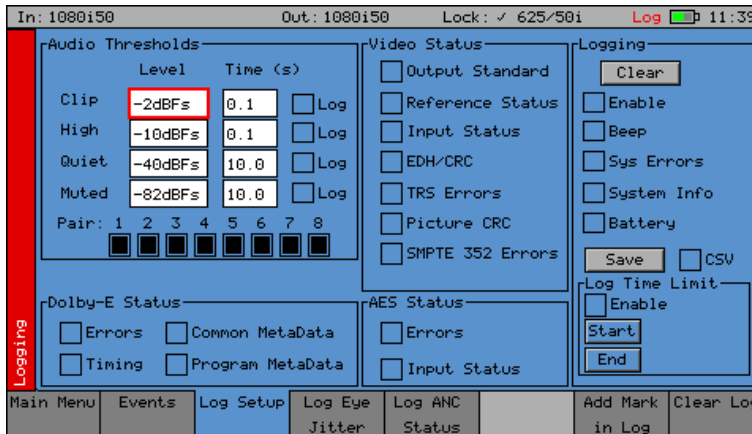 In: 1080i50 Out: 1080i50 Lock: ✓ 625/50i Log 11:39
Logging
Audio Thresholds
Level Time (s)
Clip -2dBFs 0.1 Log
High -10dBFs 0.1 Log
Quiet -40dBFs 10.0 Log
Muted -82dBFs 10.0 Log
Pair: 1 2 3 4 5 6 7 8
Dolby-E Status
Errors Common MetaData
Timing Program MetaData
Video Status
Output Standard
Reference Status
Input Status
EDH/CRC
TRS Errors
Picture CRC
SMPTE 352 Errors
AES Status
Errors
Input Status
Logging
Clear
Enable
Beep
Sys Errors
System Info
Battery
Save CSV
Log Time Limit
Enable
Start
End
Main Menu Events Log Setup Log Eye Log ANC Add Mark Clear Lo
Jitter Status in Log